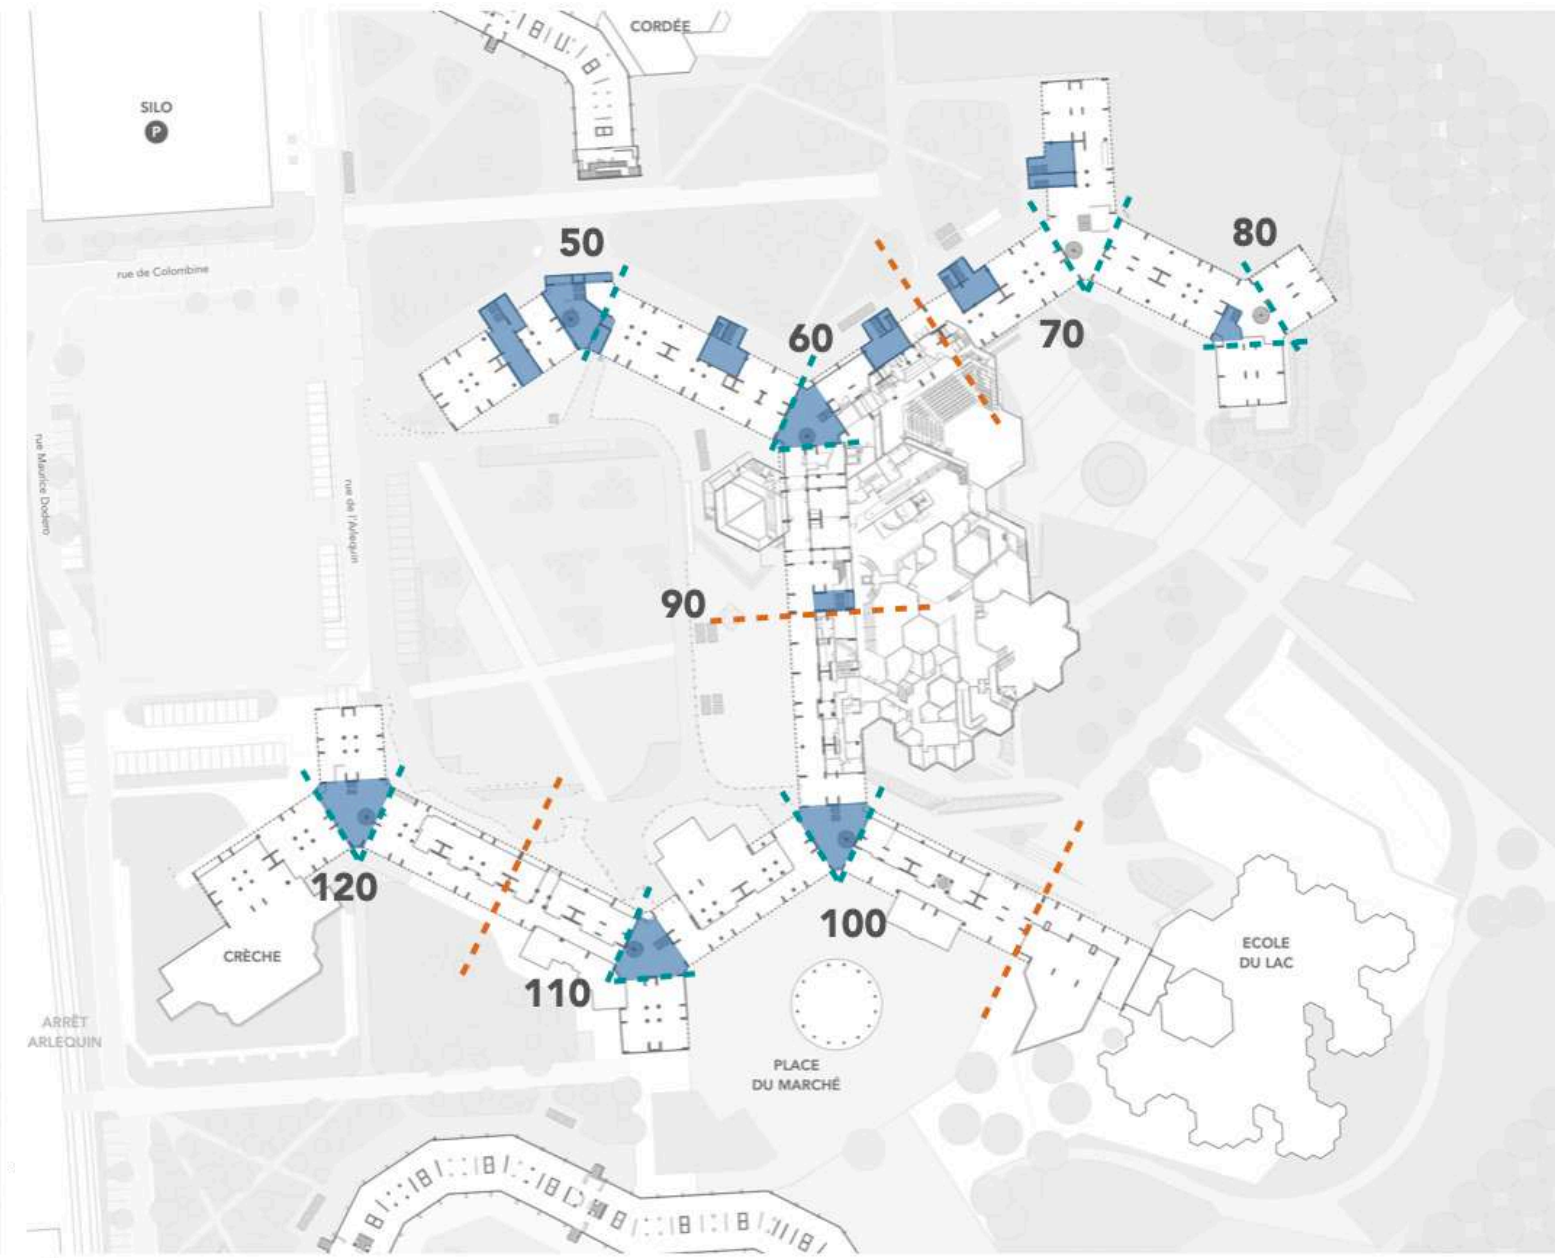 CORDÉE
SILO
P
rue de Colombine
50
80
60
70
rue Maurice Dodero
rue de l'Arlequin
90
120
100
CRÈCHE
110
ECOLE
DU LAC
ARRÊT
ARLEQUIN
PLACE
DU MARCHÉ